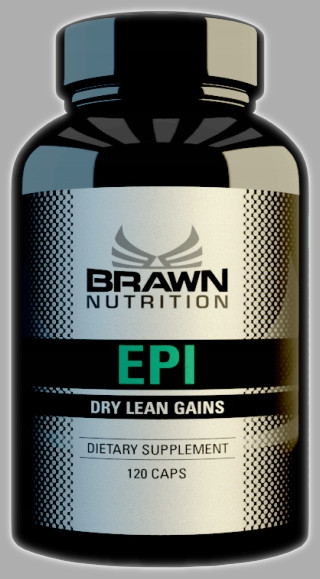 BRAWN
NUTRITION
EPI
DRY LEAN GAINS
DIETARY SUPPLEMENT
120 CAPS